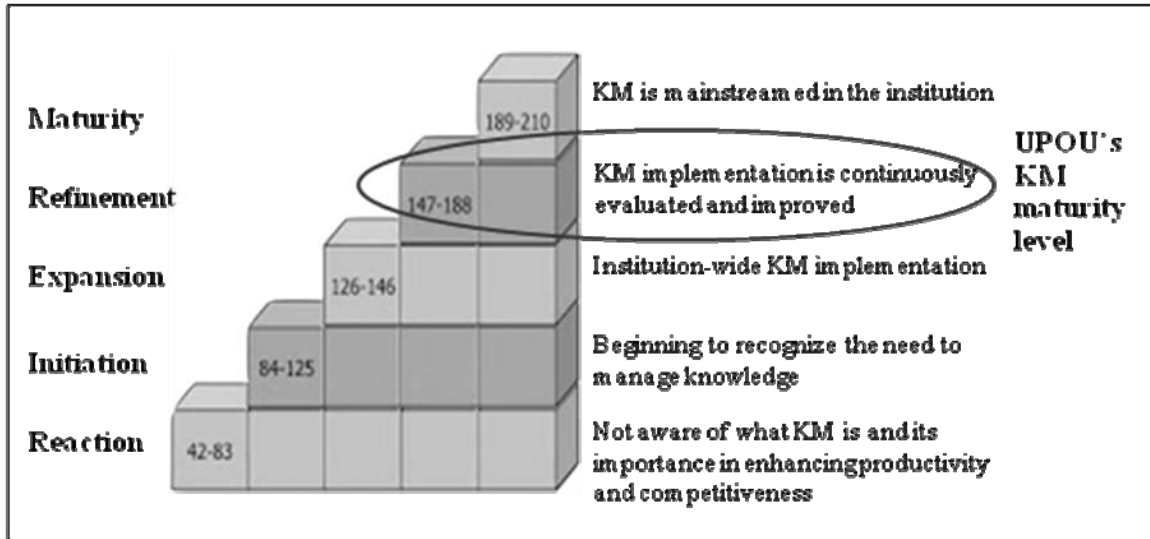 Maturity
189-210
KM is mainstreamed in the institution
Refinement
147-188
KM implementation is continuously
evaluated and improved
UPOU's
KM
maturity
level
Expansion
126-146
Institution-wide KM implementation
Initiation
84-125
Beginning to recognize the need to
manage knowledge
Reaction
42-83
Not aware of what KM is and its
importance in enhancing productivity
and competitiveness